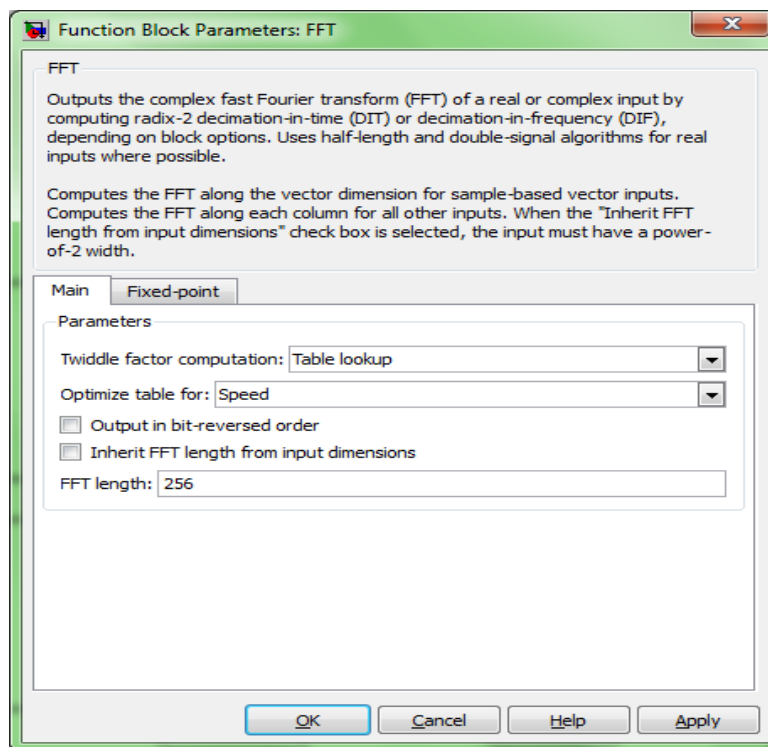 Function Block Parameters: FFT
FFT
Outputs the complex fast Fourier transform (FFT) of a real or complex input by
computing radix-2 decimation-in-time (DIT) or decimation-in-frequency (DIF),
depending on block options. Uses half-length and double-signal algorithms for real
inputs where possible.
Computes the FFT along the vector dimension for sample-based vector inputs.
Computes the FFT along each column for all other inputs. When the "Inherit FFT
length from input dimensions" check box is selected, the input must have a power-
of-2 width.
Main Fixed-point
Parameters
Twiddle factor computation: Table lookup
Optimize table for: Speed
Output in bit-reversed order
Inherit FFT length from input dimensions
FFT length: 256
OK Cancel Help Apply